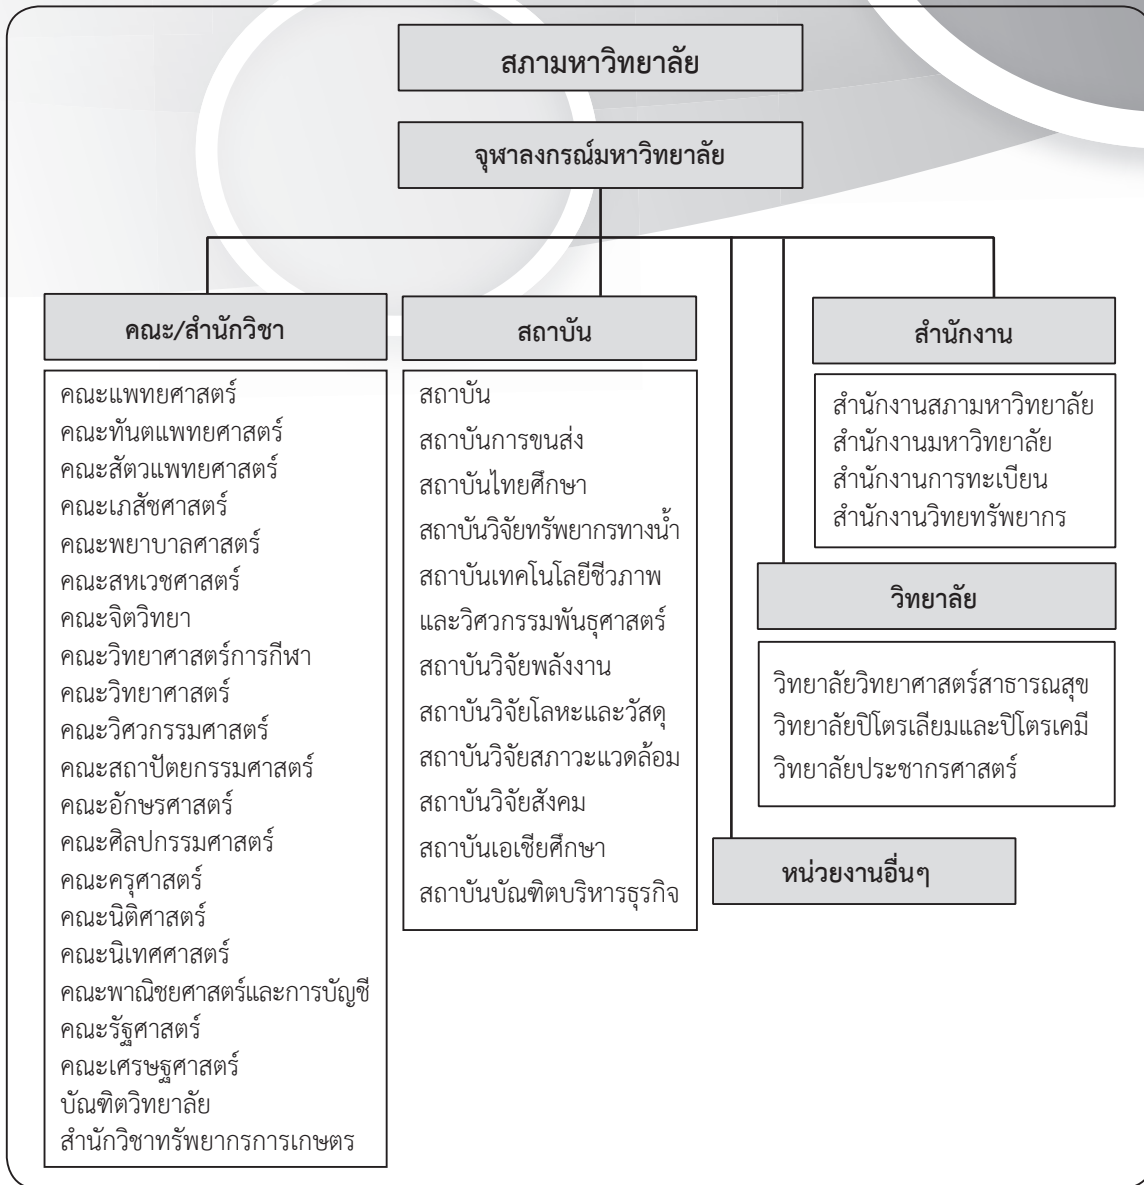 สภามหาวิทยาลัย
จุฬาลงกรณ์มหาวิทยาลัย
คณะ/สำนักวิชา
คณะแพทยศาสตร์
คณะทันตแพทยศาสตร์
คณะสัตวแพทยศาสตร์
คณะเภสัชศาสตร์
คณะพยาบาลศาสตร์
คณะสหเวชศาสตร์
คณะจิตวิทยา
คณะวิทยาศาสตร์การกีฬา
คณะวิทยาศาสตร์
คณะวิศวกรรมศาสตร์
คณะสถาปัตยกรรมศาสตร์
คณะอักษรศาสตร์
คณะศิลปกรรมศาสตร์
คณะครุศาสตร์
คณะนิติศาสตร์
คณะนิเทศศาสตร์
คณะพาณิชยศาสตร์และการบัญชี
คณะรัฐศาสตร์
คณะเศรษฐศาสตร์
บัณฑิตวิทยาลัย
สำนักวิชาทรัพยากรการเกษตร
สถาบัน
สถาบัน
สถาบันการขนส่ง
สถาบันไทยศึกษา
สถาบันวิจัยทรัพยากรทางน้ำ
สถาบันเทคโนโลยีชีวภาพ
และวิศวกรรมพันธุศาสตร์
สถาบันวิจัยพลังงาน
สถาบันวิจัยโลหะและวัสดุ
สถาบันวิจัยสภาวะแวดล้อม
สถาบันวิจัยสังคม
สถาบันเอเชียศึกษา
สถาบันบัณฑิตบริหารธุรกิจ
สำนักงาน
สำนักงานสภามหาวิทยาลัย
สำนักงานมหาวิทยาลัย
สำนักงานการทะเบียน
สำนักงานวิทยทรัพยากร
วิทยาลัย
วิทยาลัยวิทยาศาสตร์สาธารณสุข
วิทยาลัยปิโตรเลียมและปิโตรเคมี
วิทยาลัยประชากรศาสตร์
หน่วยงานอื่นๆ